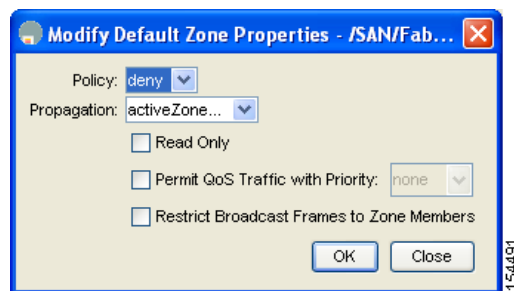 Modify Default Zone Properties - /SAN/Fab...
Policy: deny
Propagation: activeZone...
Read Only
Permit QoS Traffic with Priority: none
Restrict Broadcast Frames to Zone Members
OK Close
154491